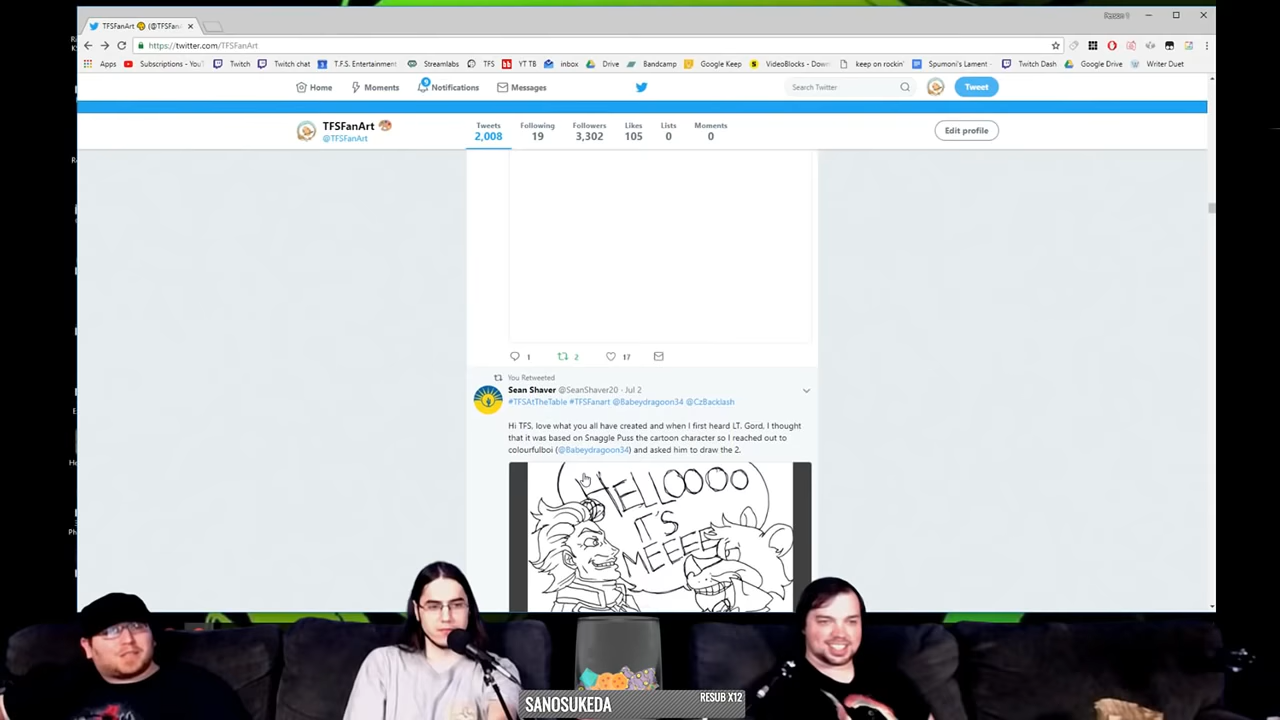 TFSFanArt (@TFSFan
Person 1
https://twitter.com/TFSFanArt
Apps
Subscriptions - You
Twitch
Twitch chat
T.F.S. Entertainment
Streamlabs
TFS
YT TB
inbox
Drive
Bandcamp
Google Keep
VideoBlocks - Down
keep on rockin'
Spumoni's Lament -
Twitch Dash
Google Drive
Writer Duet
Home
Moments
Notifications
Messages
Search Twitter
Tweet
TFSFanArt
@TFSFanArt
Tweets
2,008
Following
19
Followers
3,302
Likes
105
Lists
0
Moments
0
Edit profile
1
2
17
You Retweeted
Sean Shaver @SeanShaver20 · Jul 2
#TFSAtTheTable #TFSFanart @Babeydragoon34 @CzBacklash
Hi TFS, love what you all have created and when I first heard LT. Gord, I thought
that it was based on Snaggle Puss the cartoon character so I reached out to
colourfulboi (@Babeydragoon34) and asked him to draw the 2.
HELLOOOO
IT'S
MEEEE
SANOSUKEDA
RESUB X12